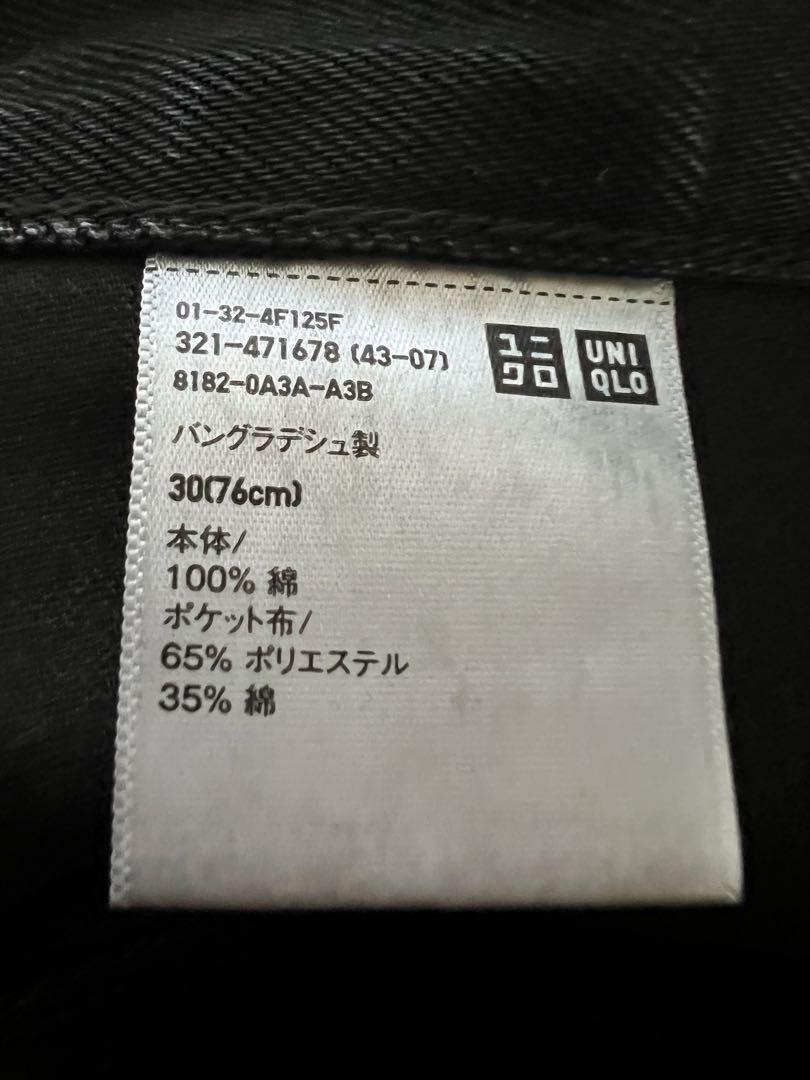 01-32-4F125F
321-471678 (43-07)
8182-0A3A-A3B
ユニ
クロ
UNI
QLO
バングラデシュ製
30(76cm)
本体/
100% 綿
ポケット布/
65% ポリエステル
35% 綿